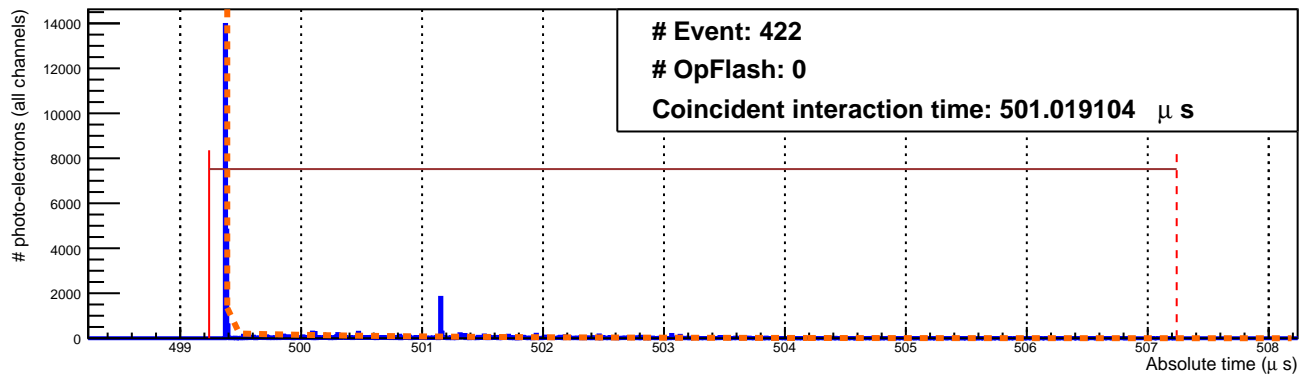 # Event: 422
# OpFlash: 0
Coincident interaction time: 501.019104 μ s
# photo-electrons (all channels)
14000
12000
10000
8000
6000
4000
2000
0
499 500 501 502 503 504 505 506 507 508
Absolute time (μ s)